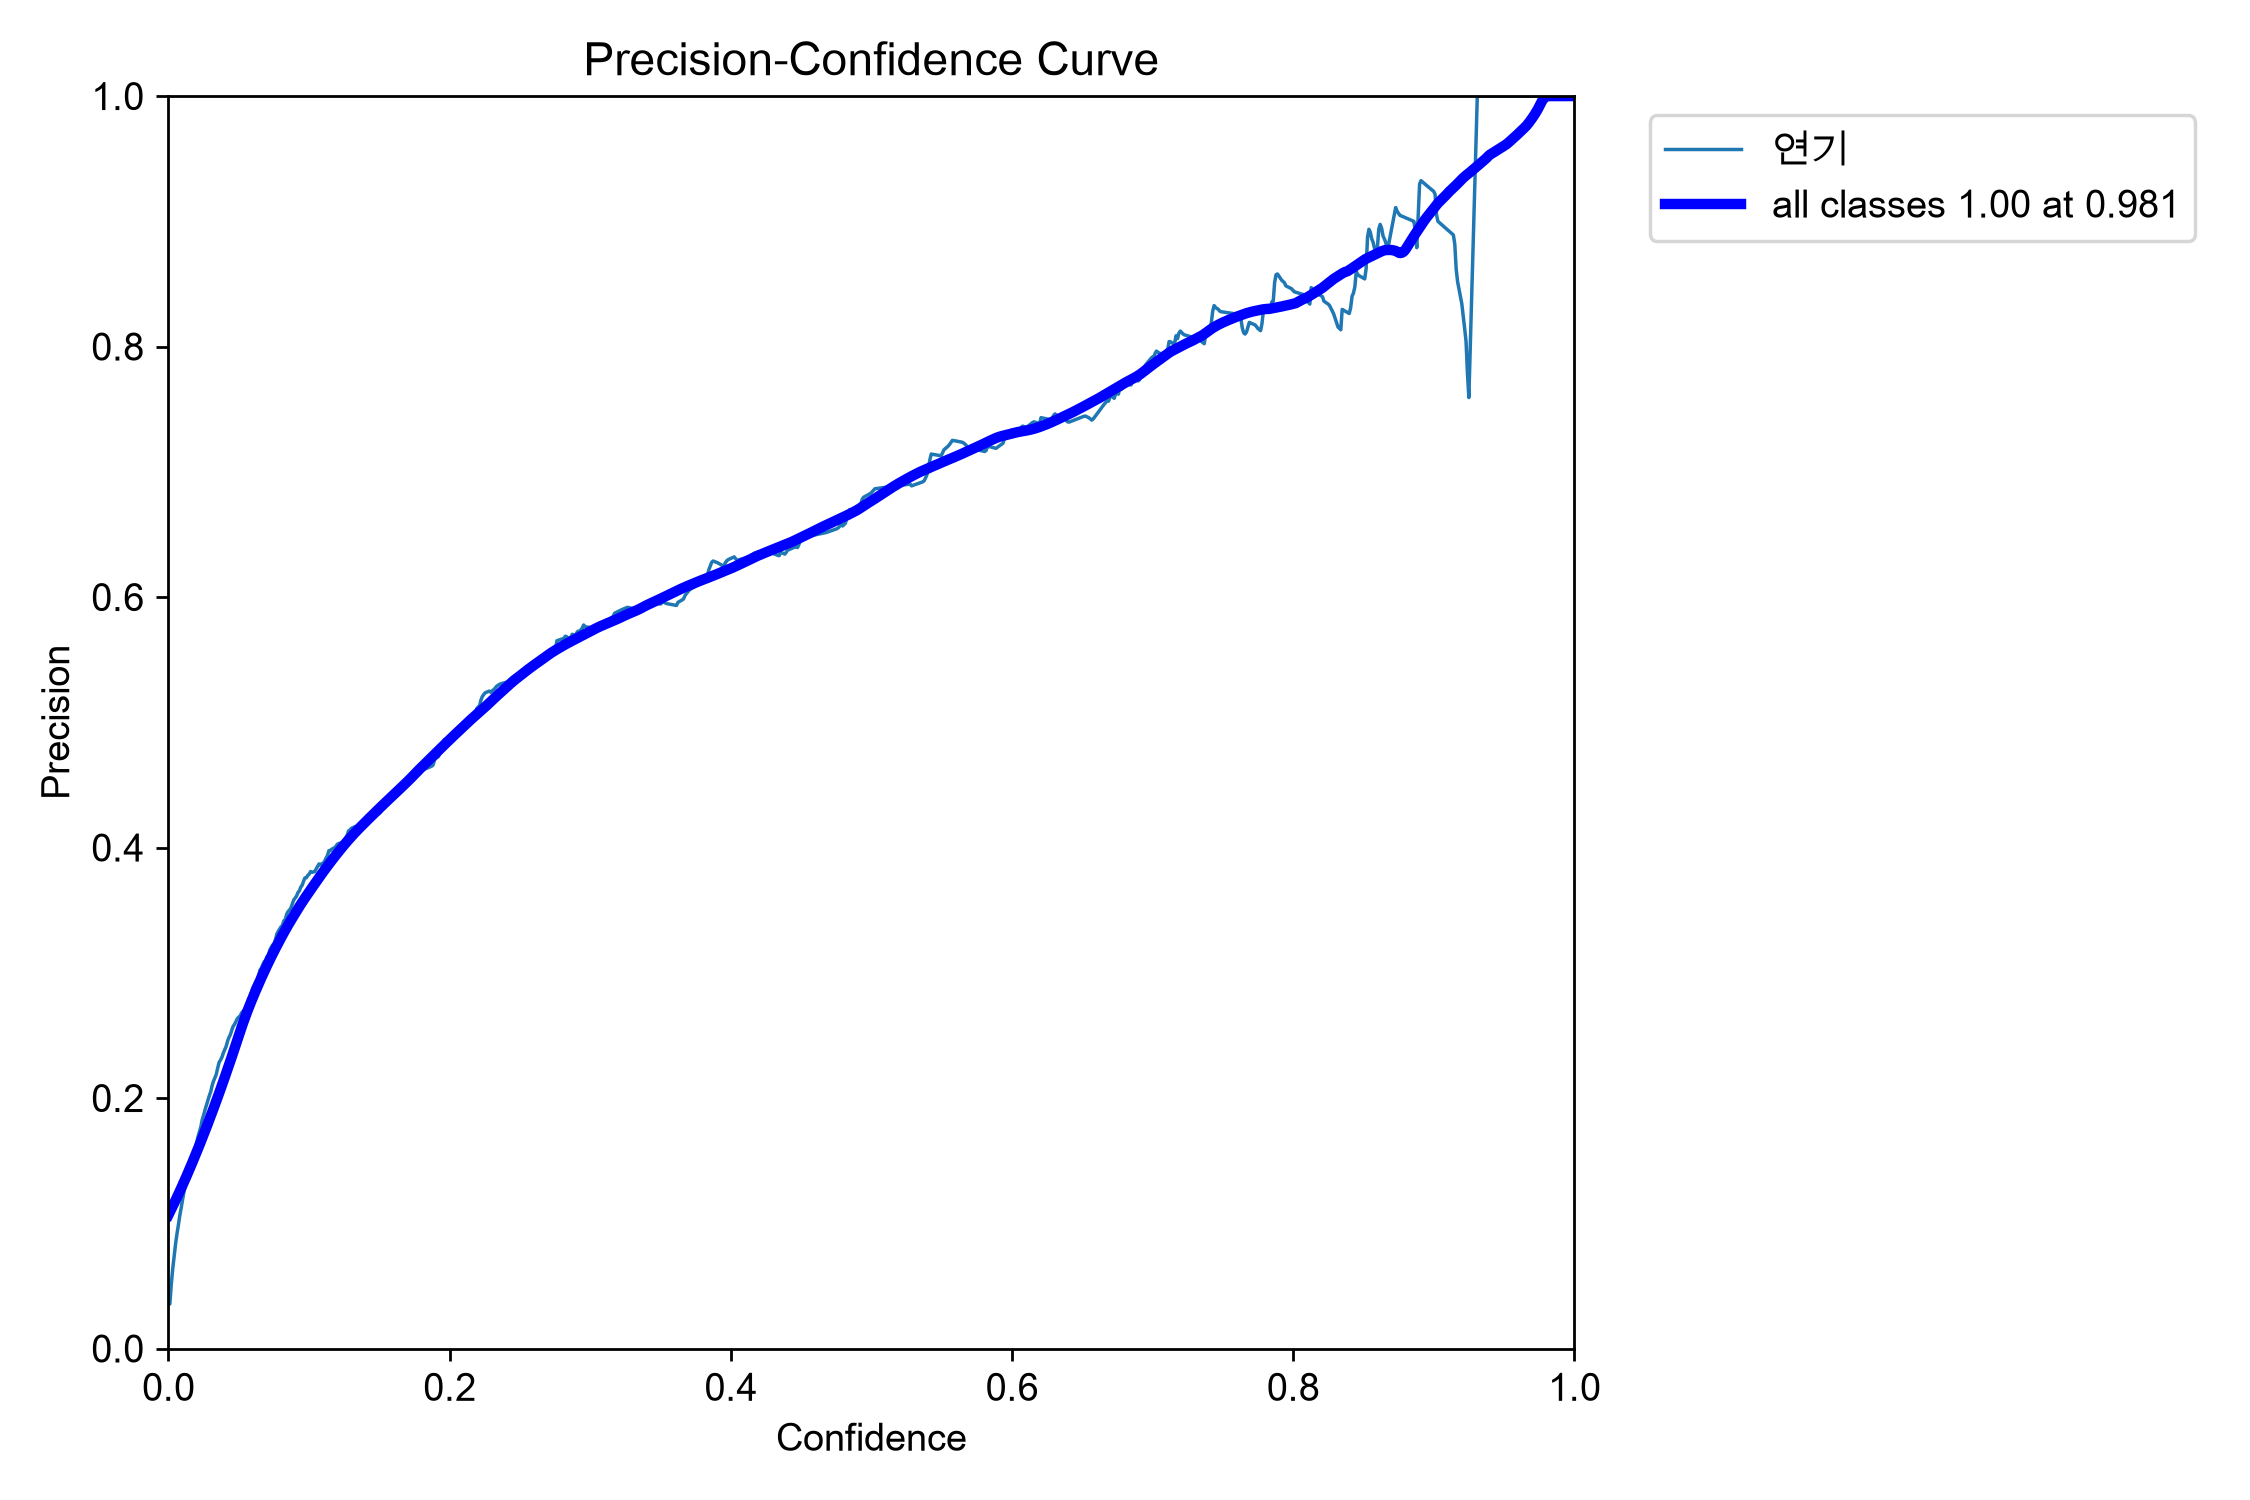 Precision-Confidence Curve
1.0
0.8
0.6
0.4
0.2
0.0
Precision
0.0 0.2 0.4 0.6 0.8 1.0
Confidence
연기
all classes 1.00 at 0.981